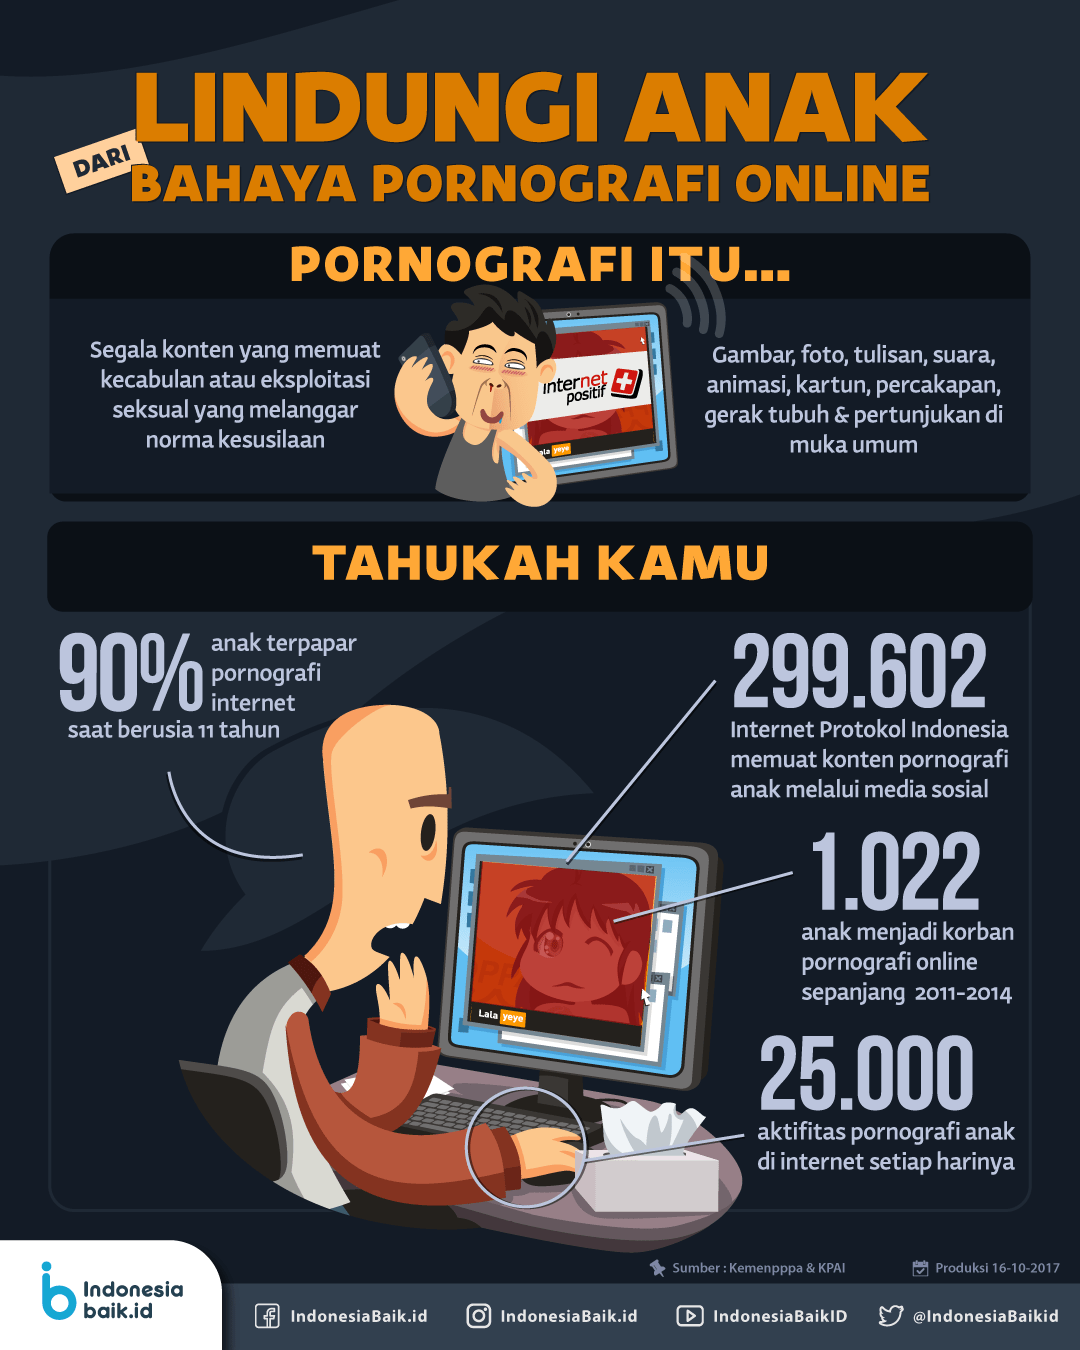 LINDUNGI ANAK
DARI
BAHAYA PORNOGRAFI ONLINE
PORNOGRAFI ITU...
Segala konten yang memuat
kecabulan atau eksploitasi
seksual yang melanggar
norma kesusilaan
internet
positif
Lala yeye
Gambar, foto, tulisan, suara,
animasi, kartun, percakapan,
gerak tubuh & pertunjukan di
muka umum
TAHUKAH KAMU
90% anak terpapar
pornografi
internet
saat berusia 11 tahun
299.602
Internet Protokol Indonesia
memuat konten pornografi
anak melalui media sosial
1.022
anak menjadi korban
pornografi online
sepanjang 2011-2014
Lala yeye
25.000
aktifitas pornografi anak
di internet setiap harinya
Sumber : Kemenpppa & KPAI
Produksi 16-10-2017
Indonesia
baik.id
IndonesiaBaik.id
IndonesiaBaik.id
IndonesiaBaikID
@IndonesiaBaikid